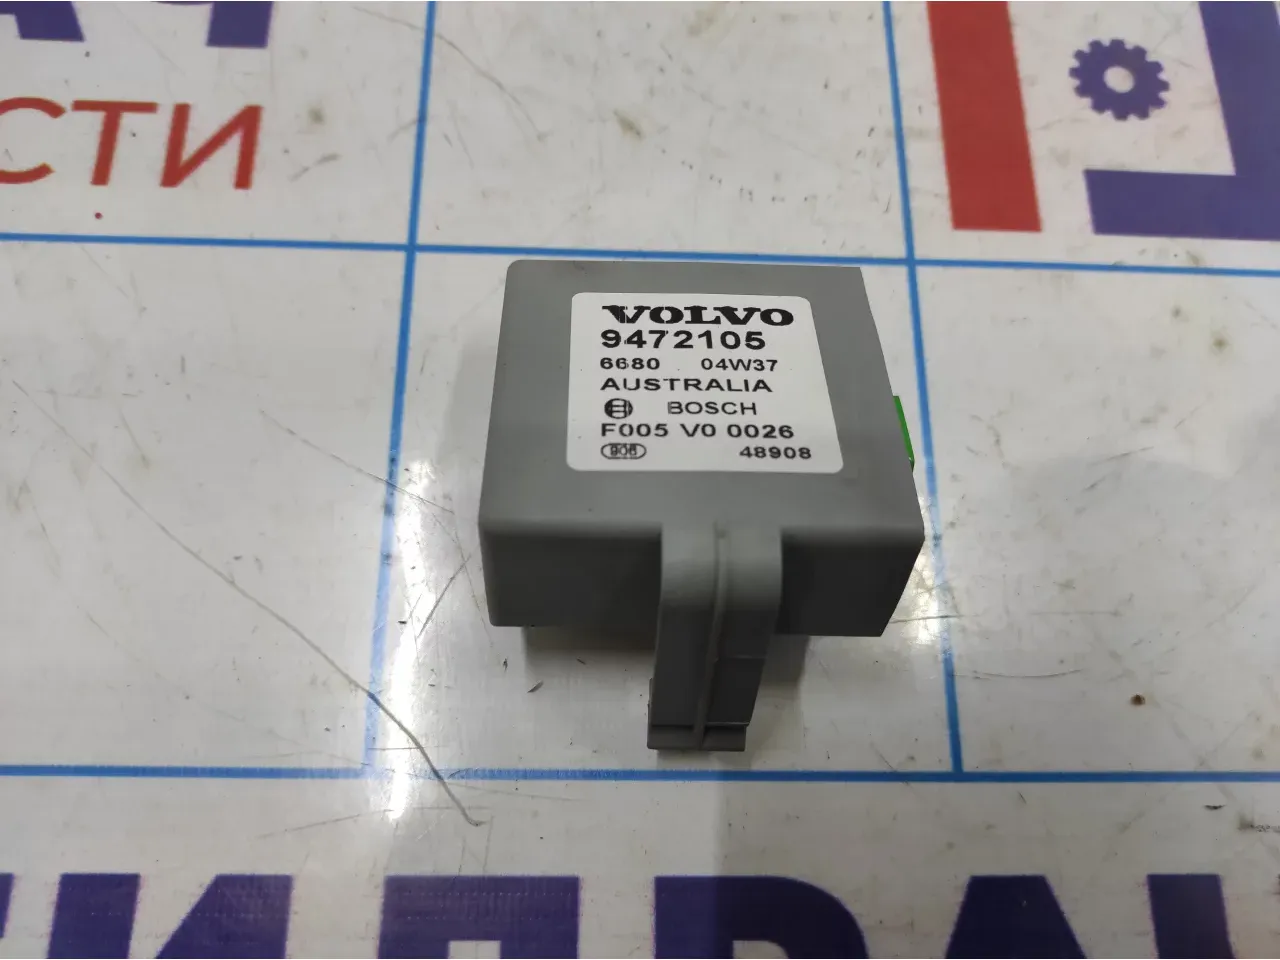 СТИ
VOLVO
9472105
6680 04W37
AUSTRALIA
BOSCH
F005 V0 0026
48908